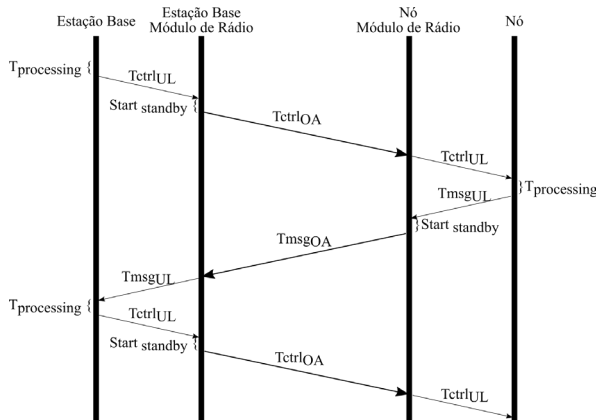 Estação Base
Estação Base
Módulo de Rádio
Nó
Módulo de Rádio
Nó
Tprocessing {
TctrlUL
Start standby {
TctrlOA
TctrlUL
}Tprocessing
TmsgUL
}Start standby
TmsgOA
TmsgUL
Tprocessing {
TctrlUL
Start standby {
TctrlOA
TctrlUL